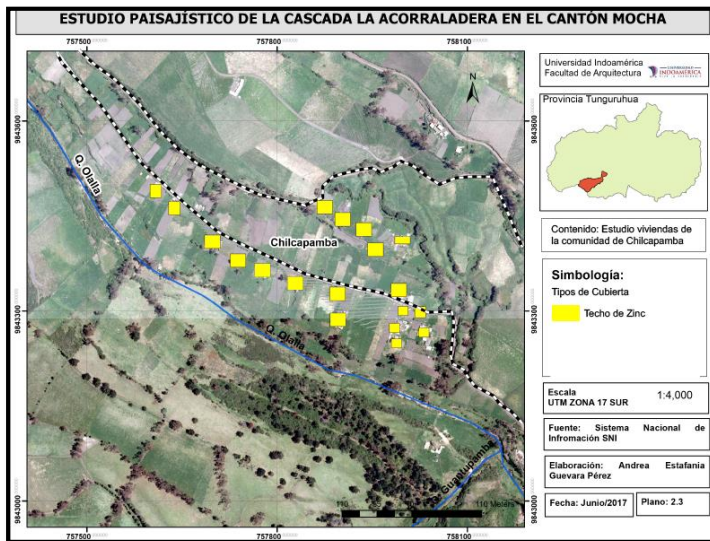 ESTUDIO PAISAJÍSTICO DE LA CASCADA LA ACORRALADERA EN EL CANTÓN MOCHA
757500 757800 758100
9843600 9843600
9843300 9843300
9843000 9843000
757500 757800 758100
N
Q. Olalla
Chilcapamba
Q. Olalla
Q. Gualilupamba
110 0 110 Meters
Universidad Indoamérica
Facultad de Arquitectura
UNIVERSIDAD
INDOAMÉRICA
Provincia Tunguruhua
Contenido: Estudio viviendas de
la comunidad de Chilcapamba
Simbología:
Tipos de Cubierta
Techo de Zinc
Escala 1:4,000
UTM ZONA 17 SUR
Fuente: Sistema Nacional de
Infromación SNI
Elaboración: Andrea Estafania
Guevara Pérez
Fecha: Junio/2017 Plano: 2.3